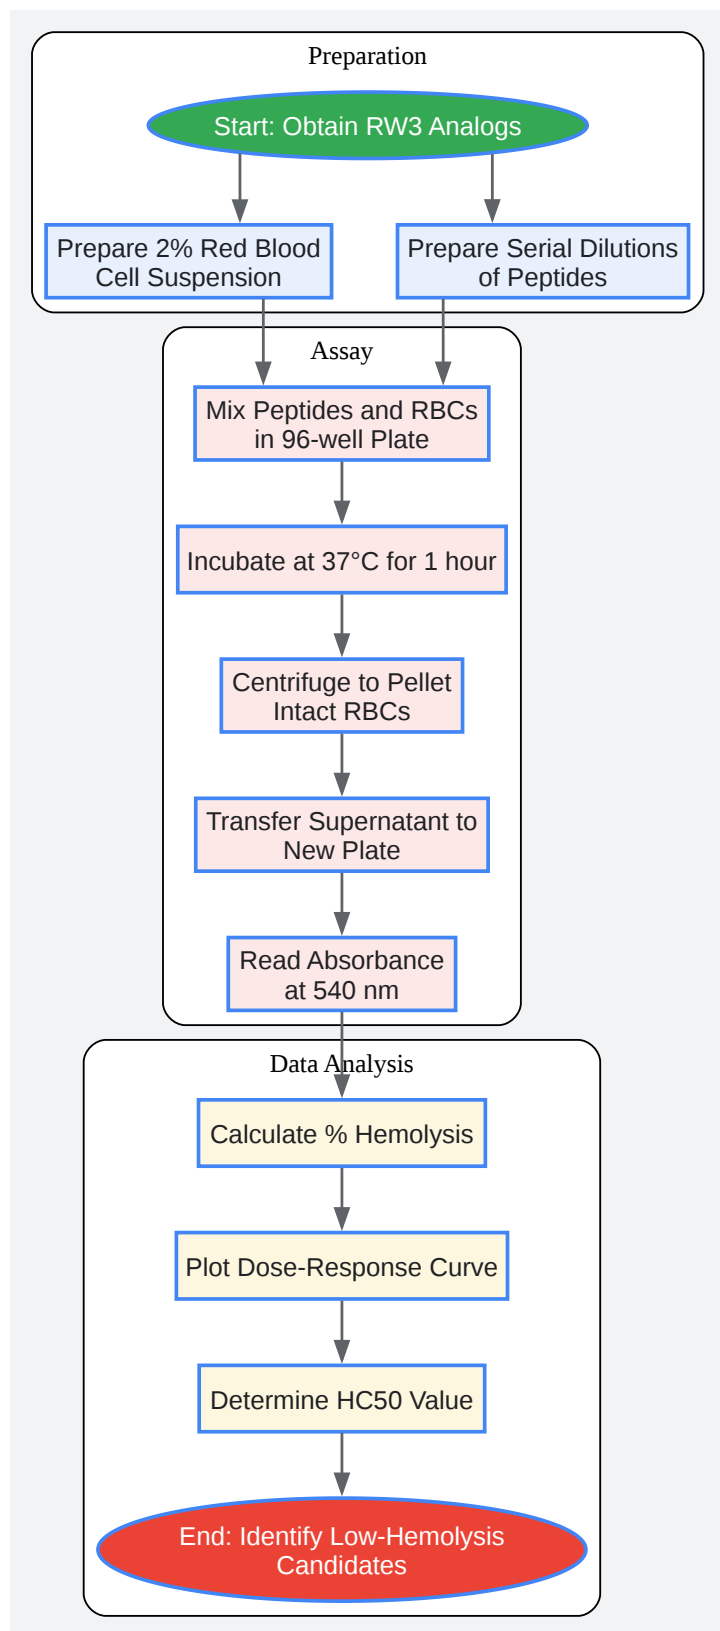 Preparation
Start: Obtain RW3 Analogs
Prepare 2% Red Blood
Cell Suspension
Prepare Serial Dilutions
of Peptides
Assay
Mix Peptides and RBCs
in 96-well Plate
Incubate at 37°C for 1 hour
Centrifuge to Pellet
Intact RBCs
Transfer Supernatant to
New Plate
Read Absorbance
at 540 nm
Data Analysis
Calculate % Hemolysis
Plot Dose-Response Curve
Determine HC50 Value
End: Identify Low-Hemolysis
Candidates